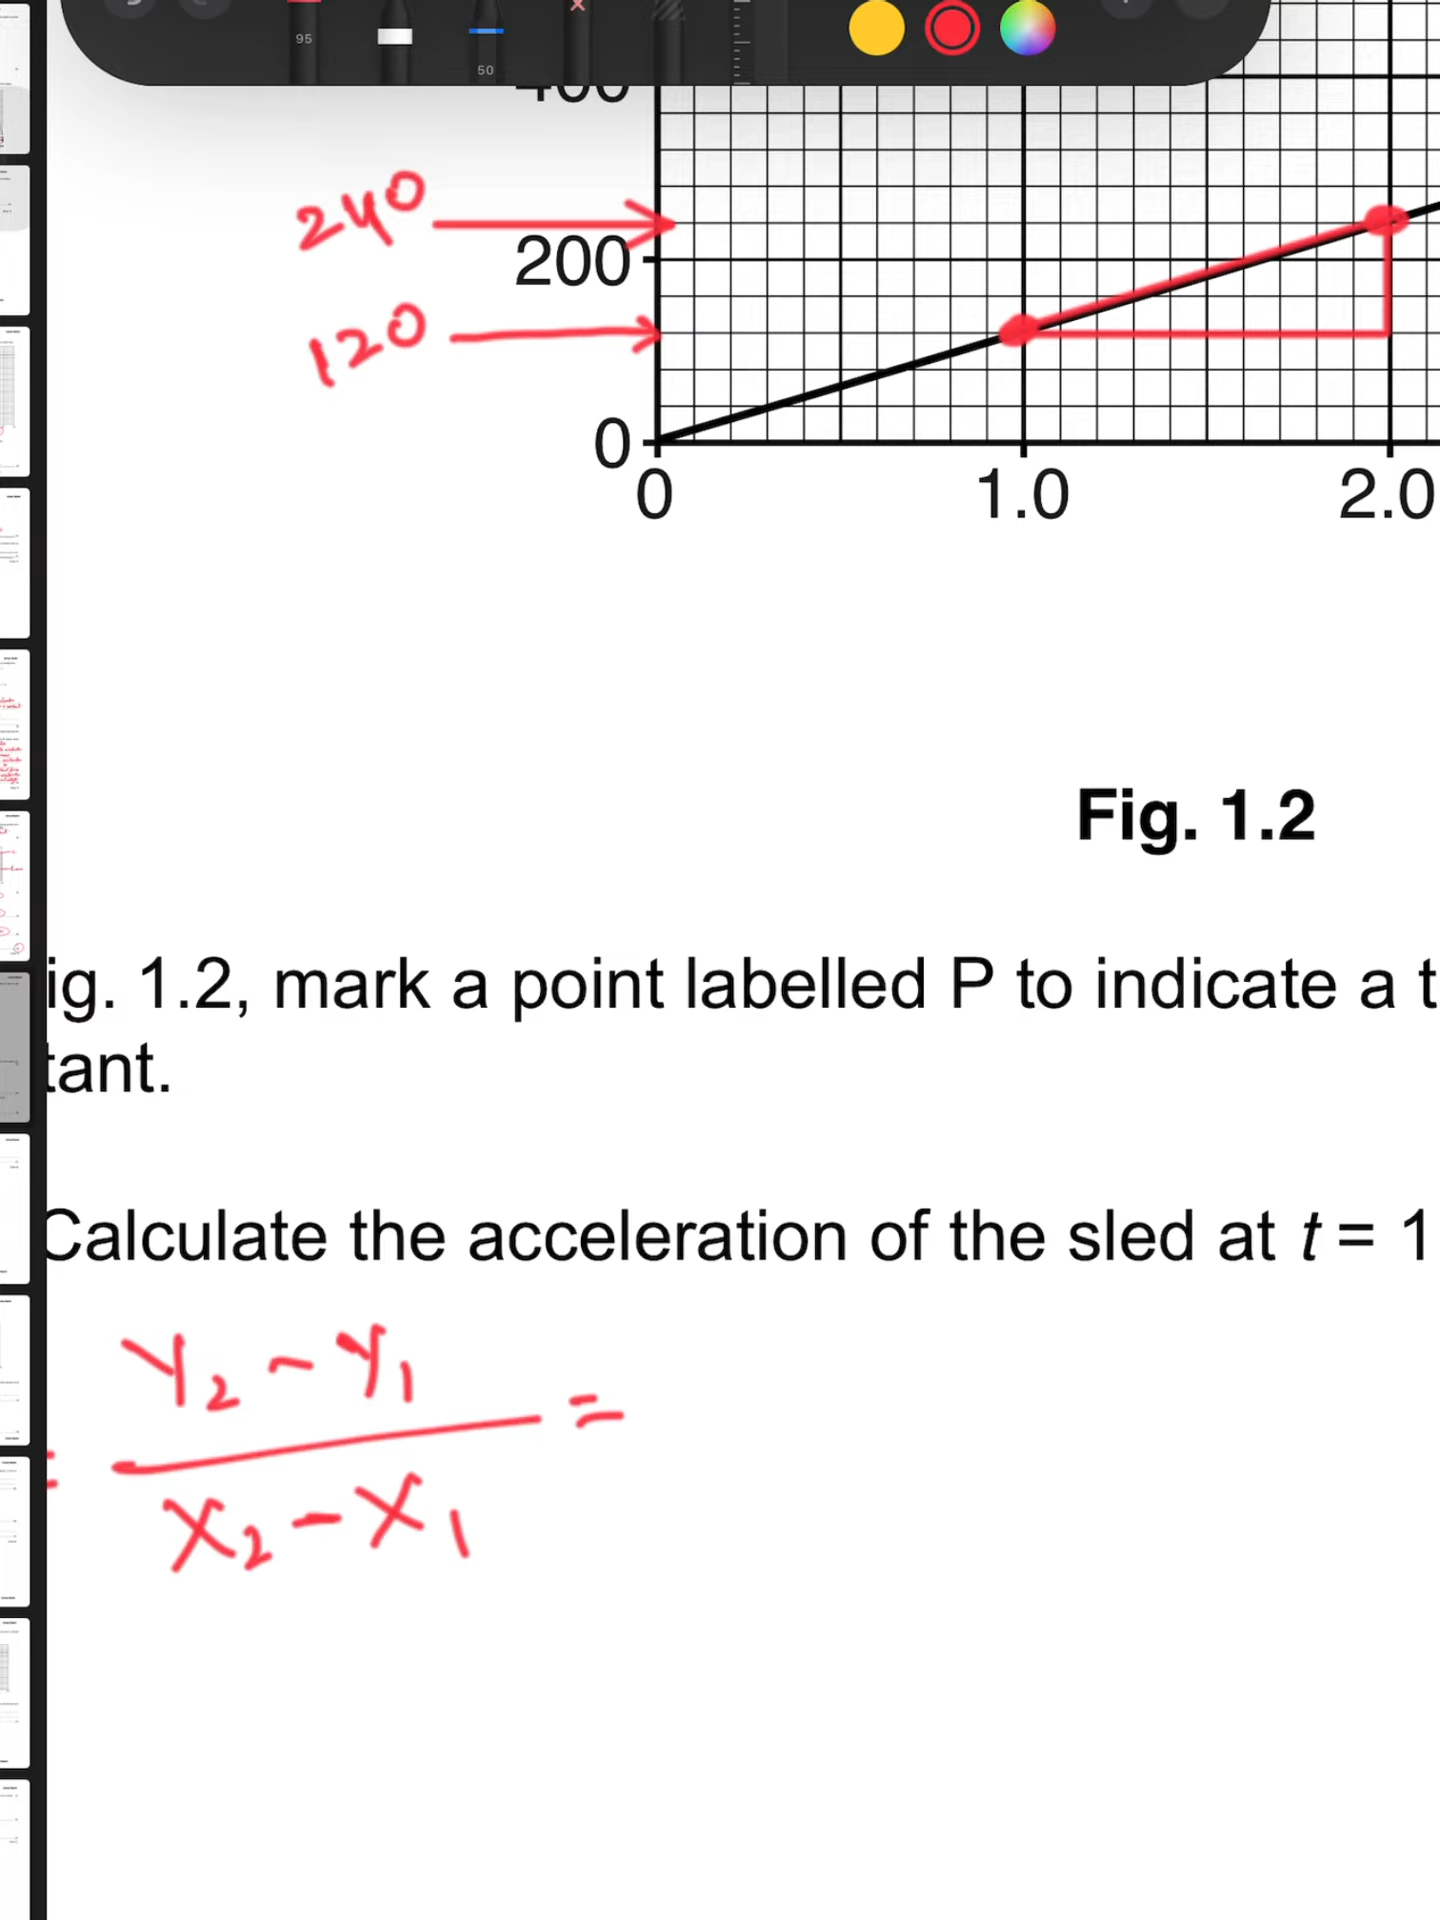 95
50
400
240
200
120
0
0 1.0 2.0
Fig. 1.2
ig. 1.2, mark a point labelled P to indicate a t
tant.
Calculate the acceleration of the sled at t = 1
= Y2 - Y1 =
X2 - X1